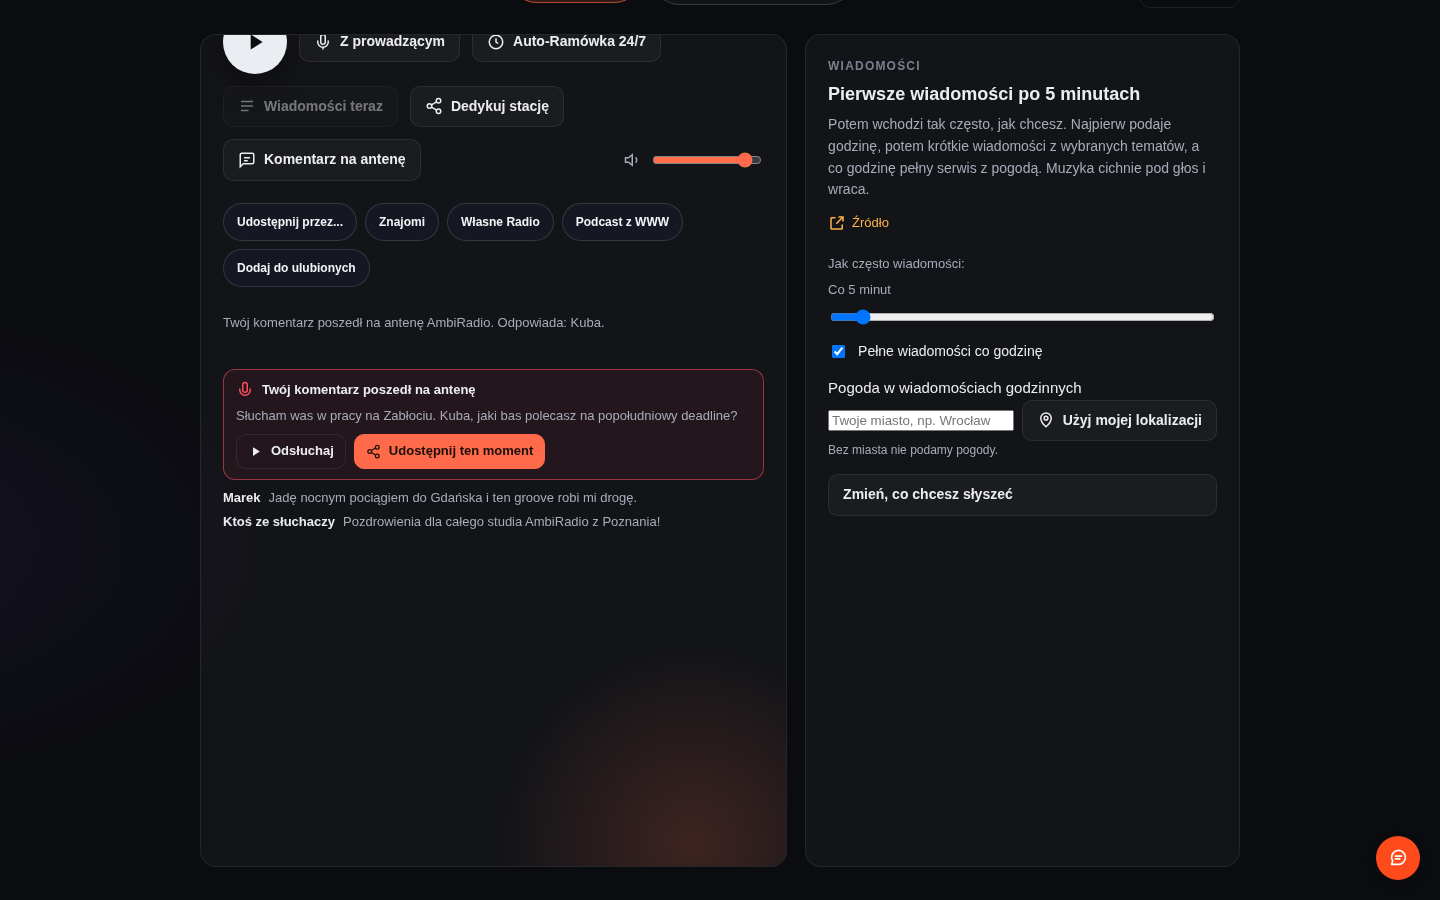 Z prowadzącym
Auto-Ramówka 24/7
Wiadomości teraz
Dedykuj stację
Komentarz na antenę
Udostępnij przez...
Znajomi
Własne Radio
Podcast z WWW
Dodaj do ulubionych
Twój komentarz poszedł na antenę AmbiRadio. Odpowiada: Kuba.
Twój komentarz poszedł na antenę
Słucham was w pracy na Zabłociu. Kuba, jaki bas polecasz na popołudniowy deadline?
Odsłuchaj
Udostępnij ten moment
Marek Jadę nocnym pociągiem do Gdańska i ten groove robi mi drogę.
Ktoś ze słuchaczy Pozdrowienia dla całego studia AmbiRadio z Poznania!
WIADOMOŚCI
Pierwsze wiadomości po 5 minutach
Potem wchodzi tak często, jak chcesz. Najpierw podaje
godzinę, potem krótkie wiadomości z wybranych tematów, a
co godzinę pełny serwis z pogodą. Muzyka cichnie pod głos i
wraca.
Źródło
Jak często wiadomości:
Co 5 minut
Pełne wiadomości co godzinę
Pogoda w wiadomościach godzinnych
Twoje miasto, np. Wrocław
Użyj mojej lokalizacji
Bez miasta nie podamy pogody.
Zmień, co chcesz słyszeć